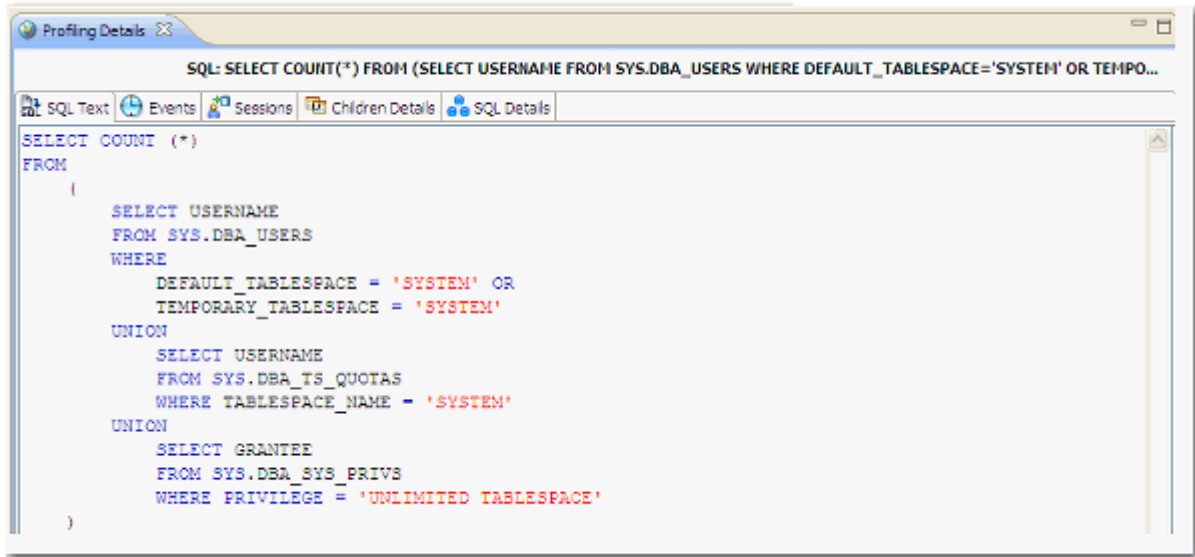 Profiling Details
SQL: SELECT COUNT(*) FROM (SELECT USERNAME FROM SYS.DBA_USERS WHERE DEFAULT_TABLESPACE='SYSTEM' OR TEMPO...
SQL Text Events Sessions Children Details SQL Details
SELECT COUNT (*)
FROM
(
SELECT USERNAME
FROM SYS.DBA_USERS
WHERE
DEFAULT_TABLESPACE = 'SYSTEM' OR
TEMPORARY_TABLESPACE = 'SYSTEM'
UNION
SELECT USERNAME
FROM SYS.DBA_TS_QUOTAS
WHERE TABLESPACE_NAME = 'SYSTEM'
UNION
SELECT GRANTEE
FROM SYS.DBA_SYS_PRIVS
WHERE PRIVILEGE = 'UNLIMITED TABLESPACE'
)